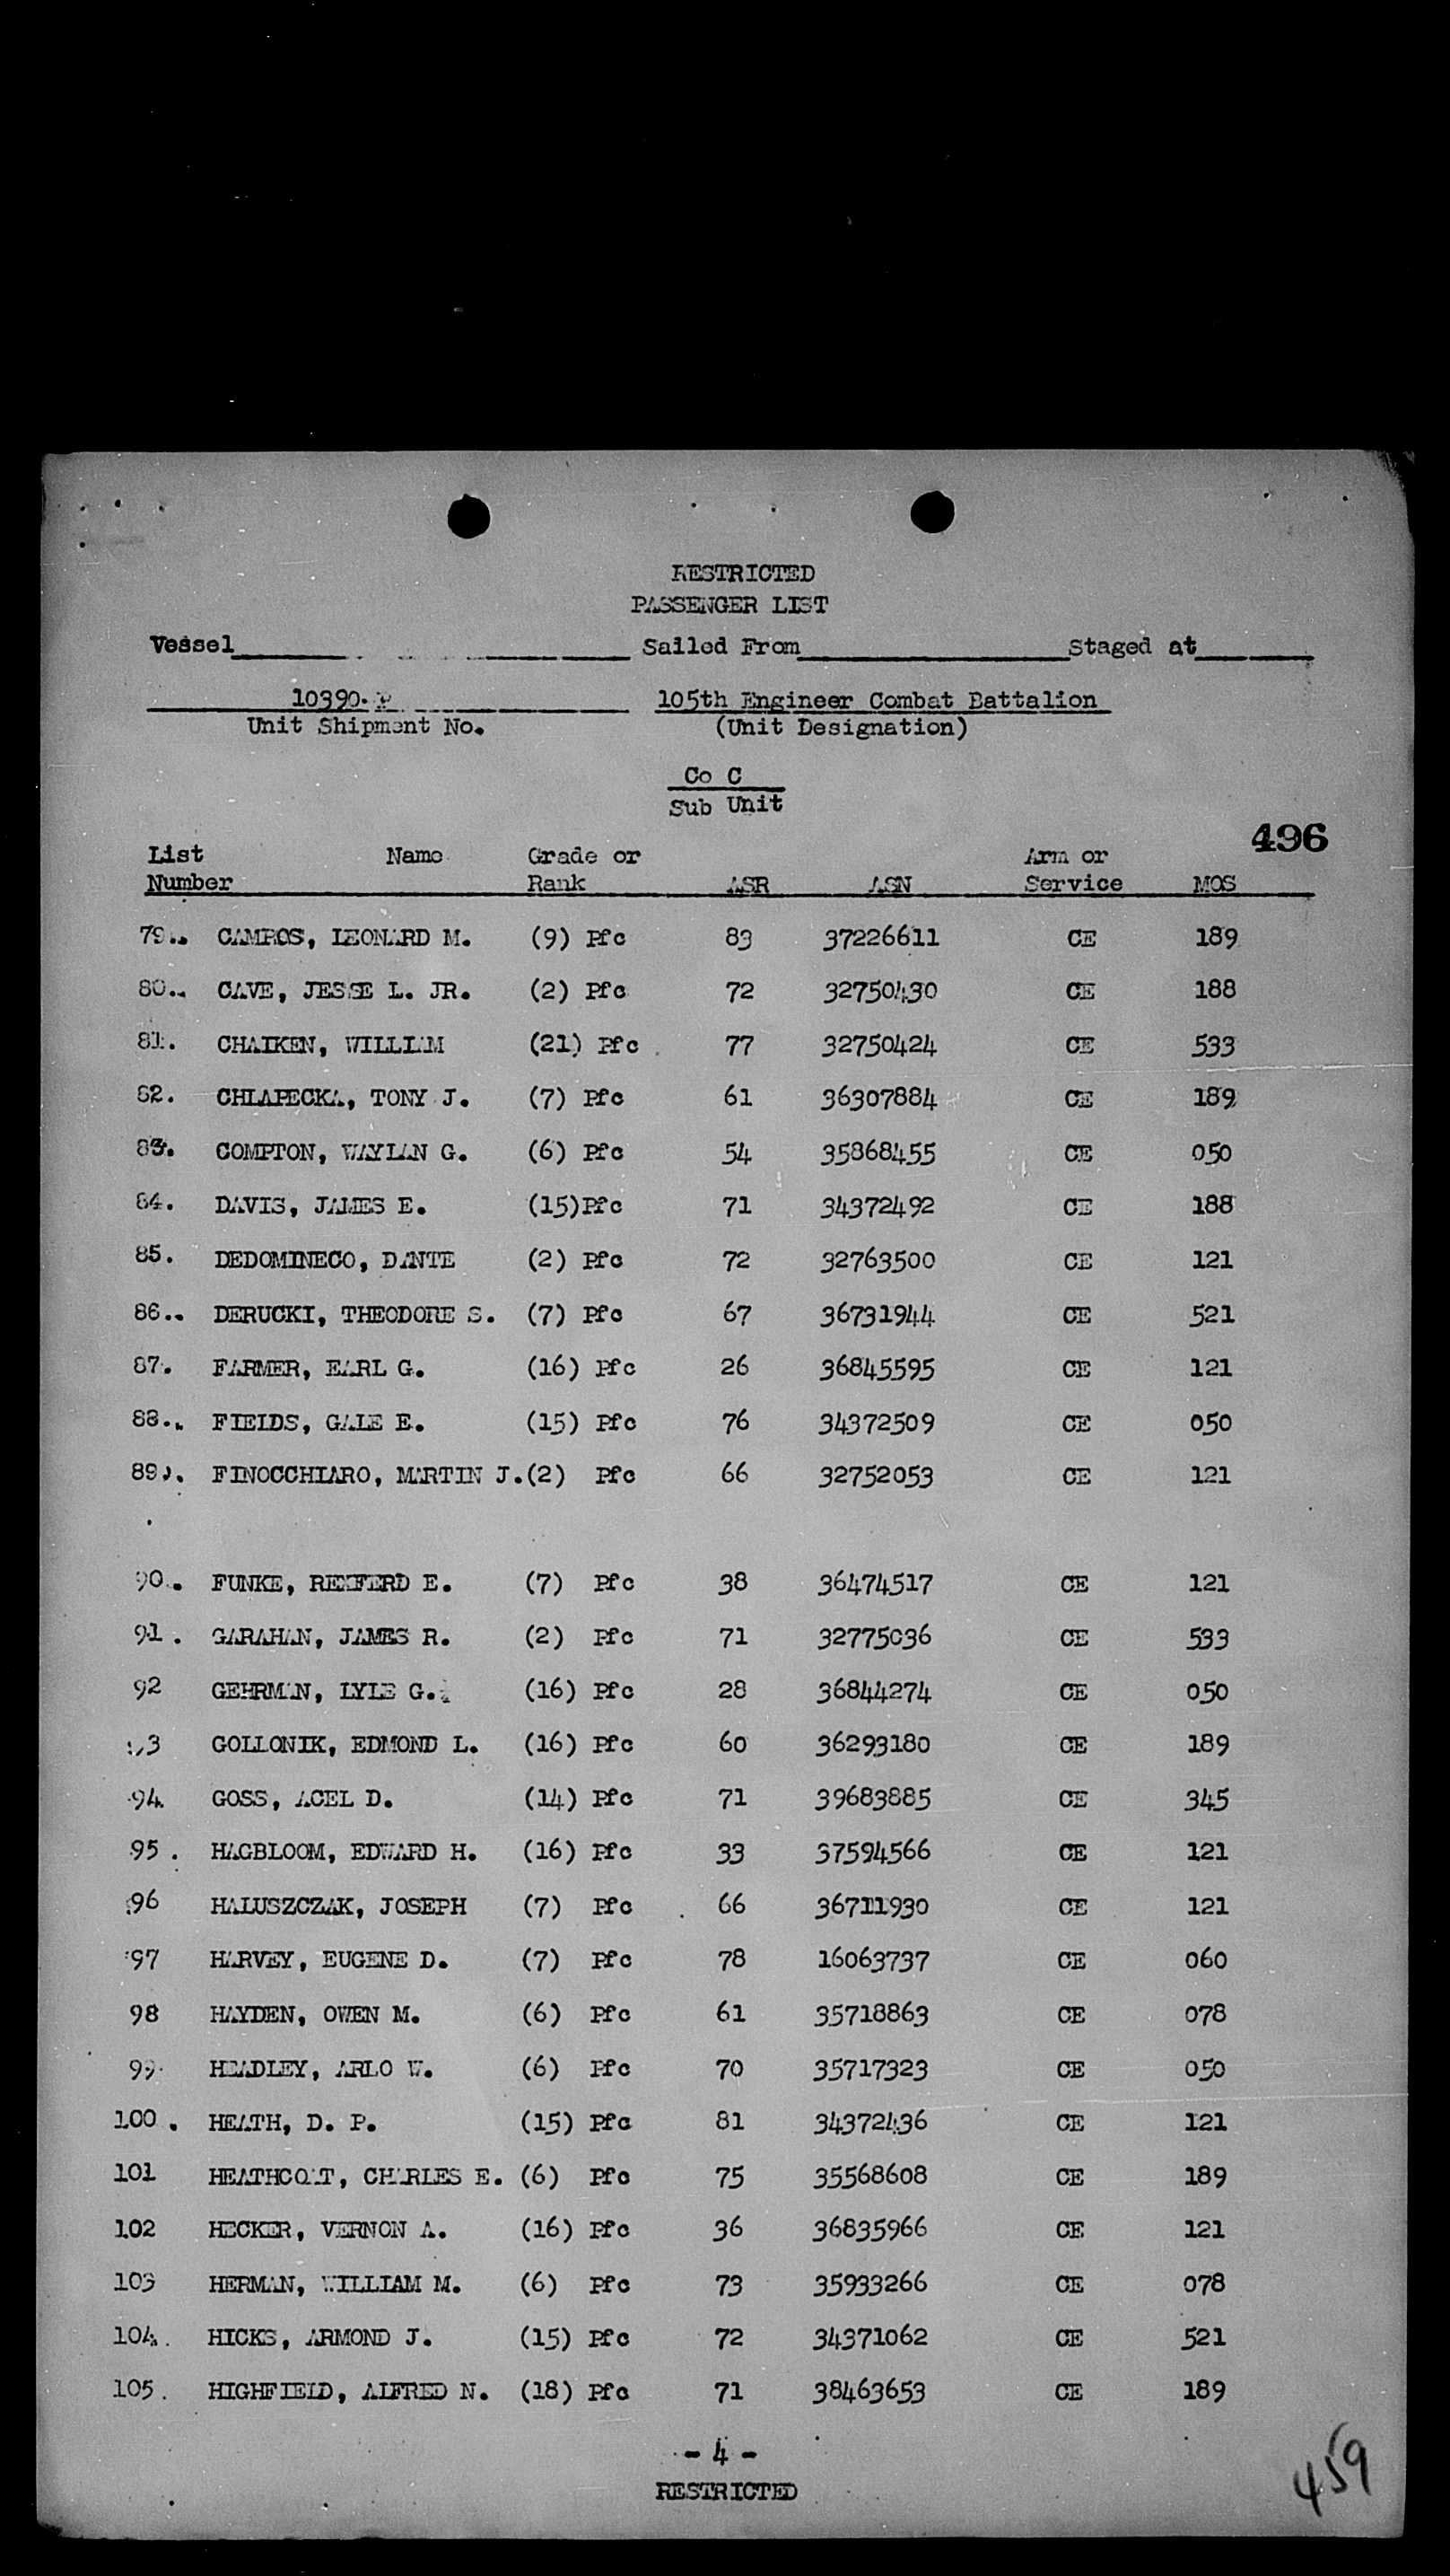 RESTRICTED
PASSENGER LIST
Vessel Sailed From Staged at
10390- 105th Engineer Combat Battalion
Unit Shipment No. (Unit Designation)
Co C
Sub Unit
496
List Name Grade or Arm or
Number Rank ASR ASN Service MOS
79. CAMROS, LEONARD M. (9) Pfc 83 37226611 CE 189
80. CAVE, JESSE L. JR. (2) Pfc 72 32750430 CE 188
81. CHAIKEN, WILLIAM (21) Pfc 77 32750424 CE 533
82. CHLAPECKA, TONY J. (7) Pfc 61 36307884 CE 189
83. COMPTON, WAYLAN G. (6) Pfc 54 35868455 CE 050
84. DAVIS, JAMES E. (15)Pfc 71 34372492 CE 188
85. DEDOMINECO, DANTE (2) Pfc 72 32763500 CE 121
86.. DERUCKI, THEODORE S. (7) Pfc 67 36731944 CE 521
87. FARMER, EARL G. (16) Pfc 26 36845595 CE 121
88.. FIELDS, GALE E. (15) Pfc 76 34372509 CE 050
89. FINOCCHIARO, MARTIN J.(2) Pfc 66 32752053 CE 121
90. FUNKE, REXFERD E. (7) Pfc 38 36474517 CE 121
91. GARAHAN, JAMES R. (2) Pfc 71 32775036 CE 533
92 GEHRMAN, LYLE G. (16) Pfc 28 36844274 CE 050
93 GOLLONIK, EDMOND L. (16) Pfc 60 36293180 CE 189
94. GOSS, ACEL D. (14) Pfc 71 39683885 CE 345
95. HAGBLOOM, EDWARD H. (16) Pfc 33 37594566 CE 121
96 HALUSZCZAK, JOSEPH (7) Pfc 66 36711930 CE 121
97 HARVEY, EUGENE D. (7) Pfc 78 16063737 CE 060
98 HAYDEN, OWEN M. (6) Pfc 61 35718863 CE 078
99 HEADLEY, ARLO W. (6) Pfc 70 35717323 CE 050
100. HEATH, D. P. (15) Pfc 81 34372436 CE 121
101 HEATHCOAT, CHARLES E. (6) Pfc 75 35568608 CE 189
102 HECKER, VERNON A. (16) Pfc 36 36835966 CE 121
103 HERMAN, WILLIAM M. (6) Pfc 73 35933266 CE 078
104. HICKS, ARMOND J. (15) Pfc 72 34371062 CE 521
105. HIGHFIELD, ALFRED N. (18) Pfc 71 38463653 CE 189
- 4 -
RESTRICTED
459